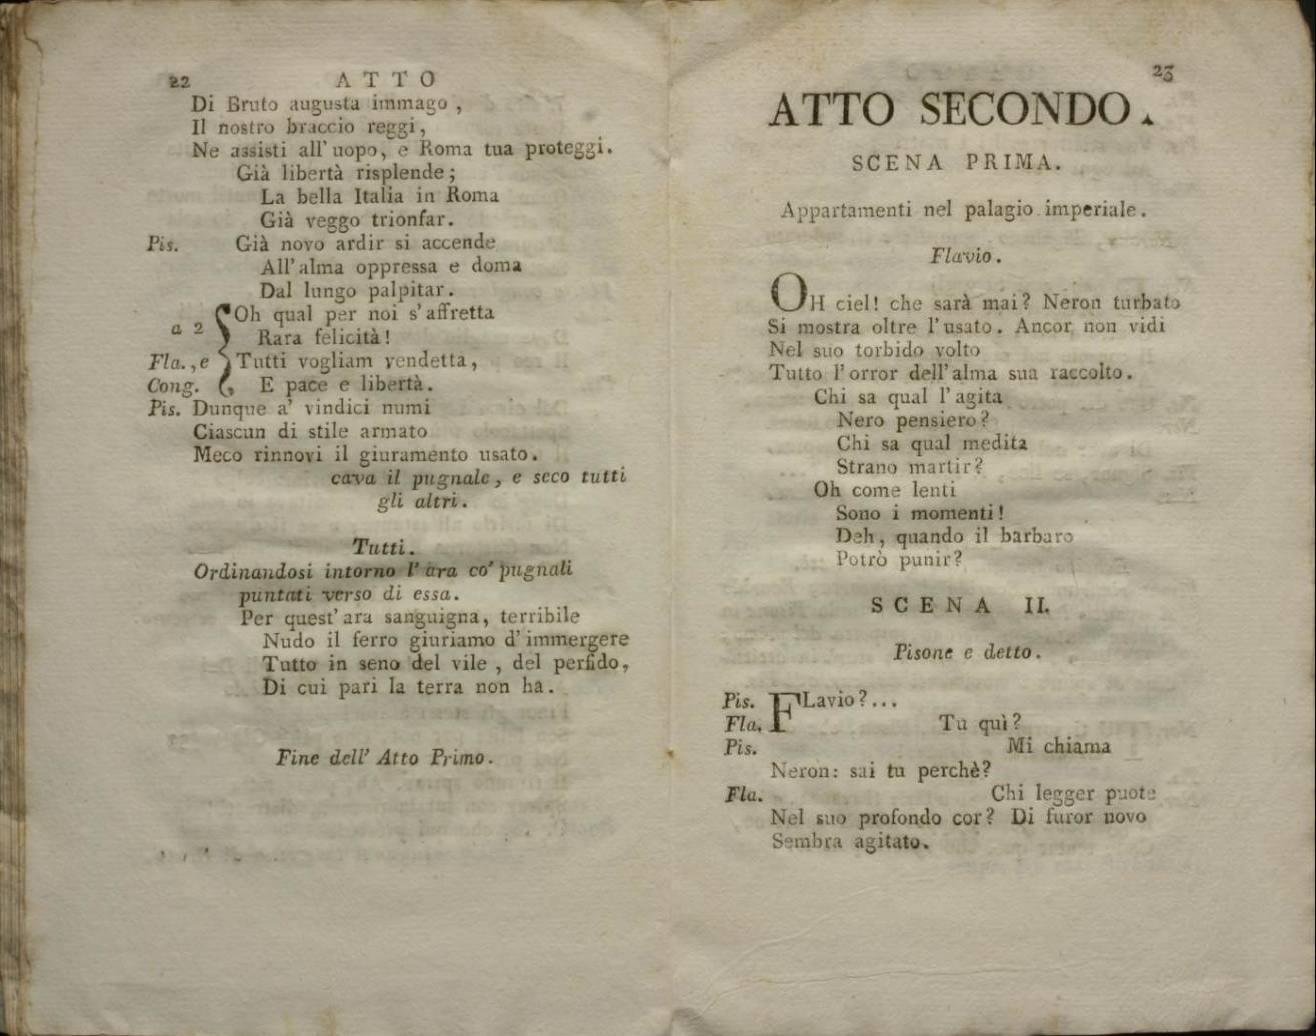 22 ATTO
Di Bruto augusta immago ,
Il nostro braccio reggi,
Ne assisti all' uopo, e Roma tua proteggi.
Già libertà risplende;
La bella Italia in Roma
Già veggo trionfar.
Pis. Già novo ardir si accende
All' alma oppressa e doma
Dal lungo palpitar.
Oh qual per noi s' affretta
a 2 Rara felicità!
Fla., e Tutti vogliam vendetta,
Cong. E pace e libertà.
Pis. Dunque a' vindici numi
Ciascun di stile armato
Meco rinnovi il giuramento usato.
cava il pugnale, e seco tutti
gli altri.
Tutti.
Ordinandosi intorno l' ara co' pugnali
puntati verso di essa.
Per quest' ara sanguigna, terribile
Nudo il ferro giuriamo d' immergere
Tutto in seno del vile , del perfido,
Di cui pari la terra non ha.
Fine dell' Atto Primo.
23
ATTO SECONDO.
SCENA PRIMA.
Appartamenti nel palagio imperiale.
Flavio.
OH ciel! che sarà mai? Neron turbato
Si mostra oltre l' usato. Ancor non vidi
Nel suo torbido volto
Tutto l' orror dell' alma sua raccolto.
Chi sa qual l' agita
Nero pensiero?
Chi sa qual medita
Strano martir?
Oh come lenti
Sono i momenti!
Deh, quando il barbaro
Potrò punir?
SCENA II.
Pisone e detto.
Pis. FLavio?...
Fla. Tu quì?
Pis. Mi chiama
Neron: sai tu perchè?
Fla. Chi legger puote
Nel suo profondo cor? Di furor novo
Sembra agitato.